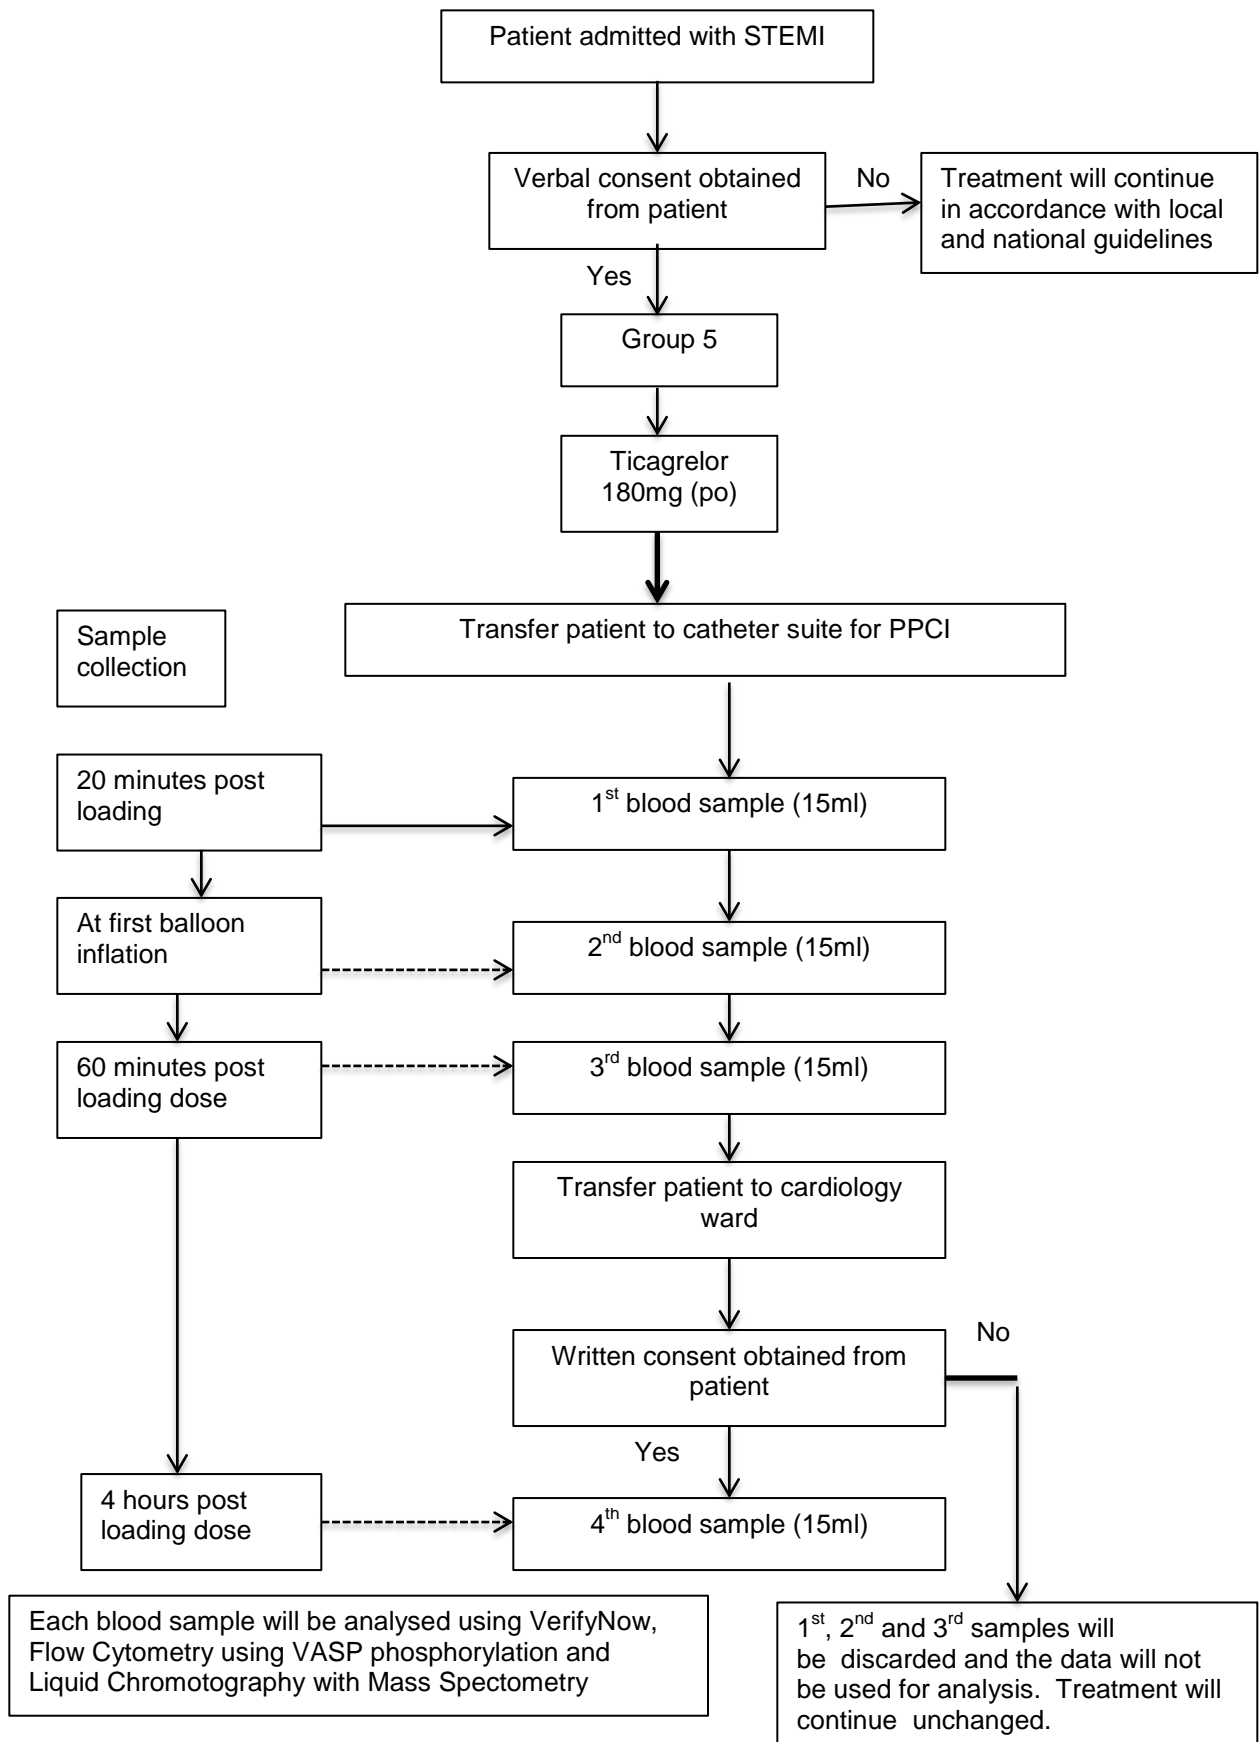 Patient admitted with STEMI
Verbal consent obtained
from patient
No
Treatment will continue
in accordance with local
and national guidelines
Yes
Group 5
Ticagrelor
180mg (po)
Sample
collection
Transfer patient to catheter suite for PPCI
20 minutes post
loading
1st blood sample (15ml)
At first balloon
inflation
2nd blood sample (15ml)
60 minutes post
loading dose
3rd blood sample (15ml)
Transfer patient to cardiology
ward
Written consent obtained from
patient
No
Yes
4 hours post
loading dose
4th blood sample (15ml)
Each blood sample will be analysed using VerifyNow,
Flow Cytometry using VASP phosphorylation and
Liquid Chromotography with Mass Spectometry
1st, 2nd and 3rd samples will
be discarded and the data will not
be used for analysis. Treatment will
continue unchanged.